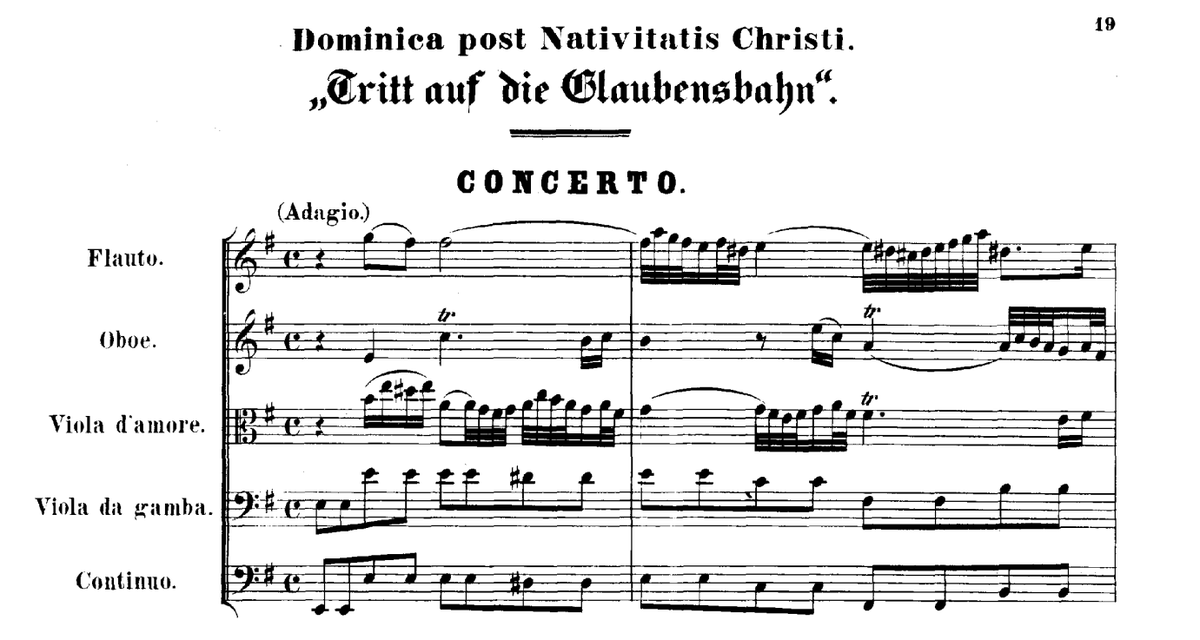 19
Dominica post Nativitatis Christi.
„Tritt auf die Glaubensbahn“.
CONCERTO.
(Adagio.)
Flauto.
Oboe.
tr.
Viola d'amore.
tr.
tr.
Viola da gamba.
Continuo.